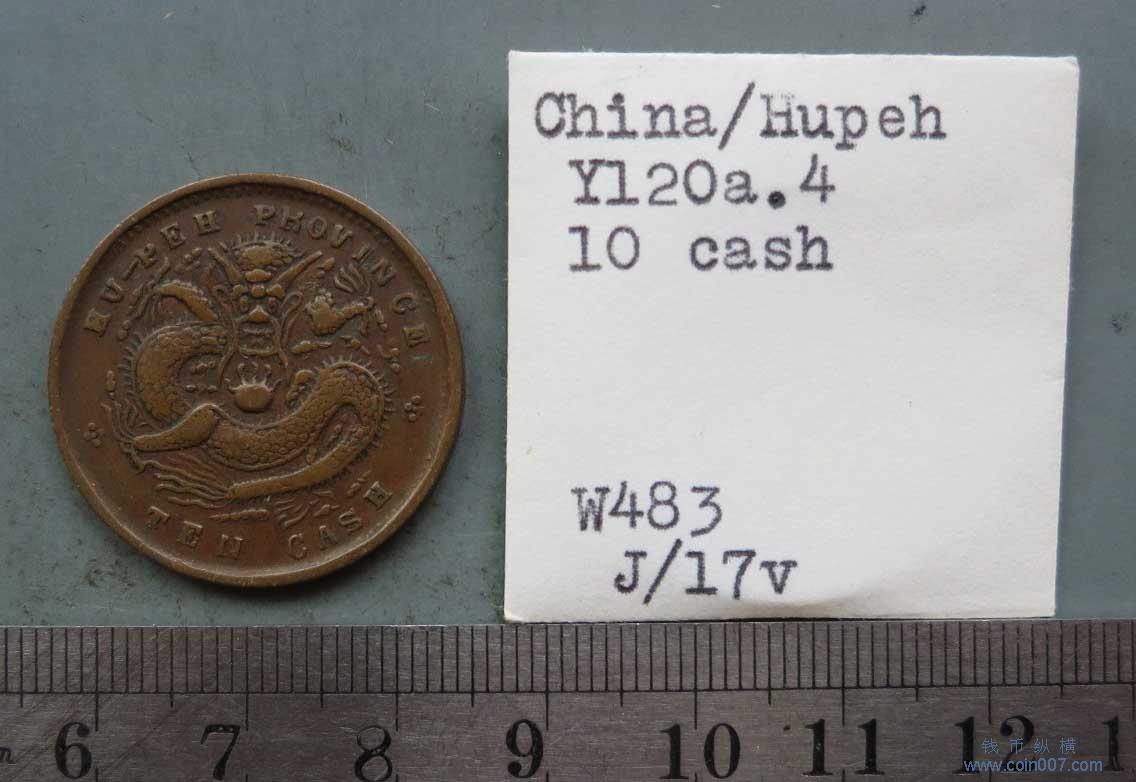 HU-PEH PROVINCE
TEN CASH
China/Hupeh
Y120a.4
10 cash
W483
J/17v
6 7 8 9 10 11 12 1
钱币纵横
www.coin007.com